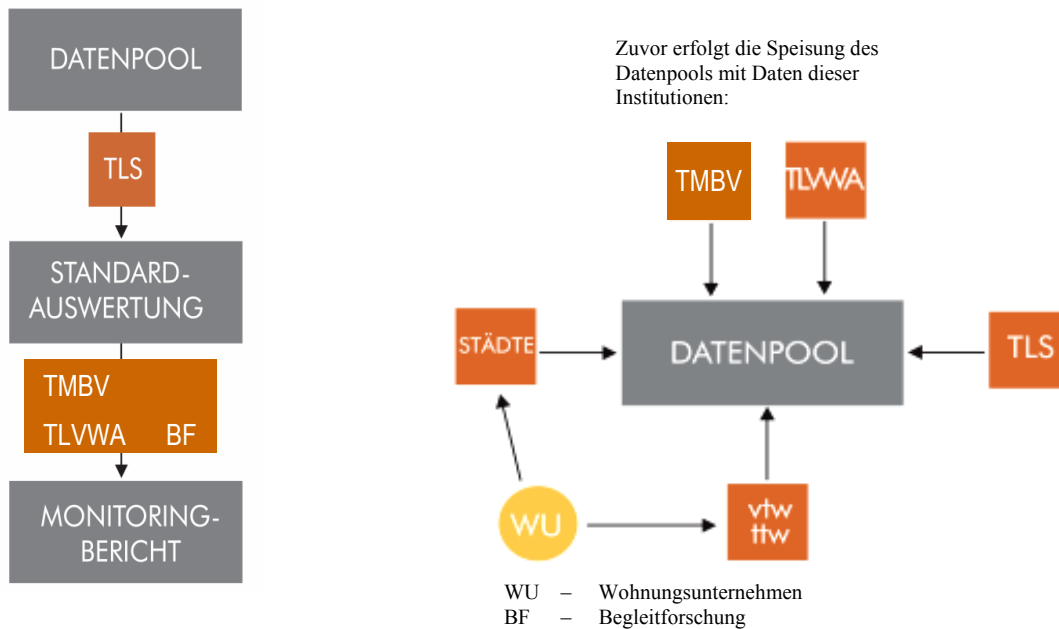 DATENPOOL
TLS
STANDARD-
AUSWERTUNG
TMBV
TLVWA BF
MONITORING-
BERICHT
Zuvor erfolgt die Speisung des
Datenpools mit Daten dieser
Institutionen:
TMBV
TLVWA
STÄDTE
DATENPOOL
TLS
WU
vtw
ttw
WU – Wohnungsunternehmen
BF – Begleitforschung